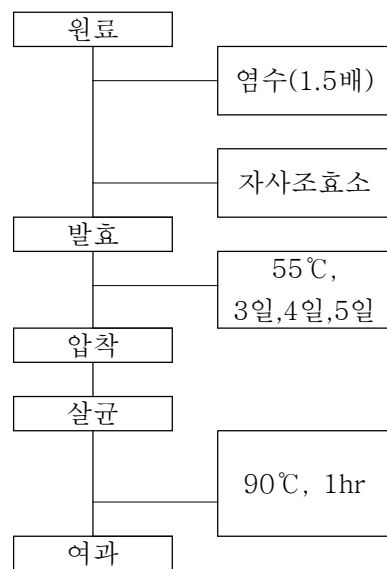 원료
염수(1.5배)
자사조효소
발효
55℃,
3일,4일,5일
압착
살균
90℃, 1hr
여과